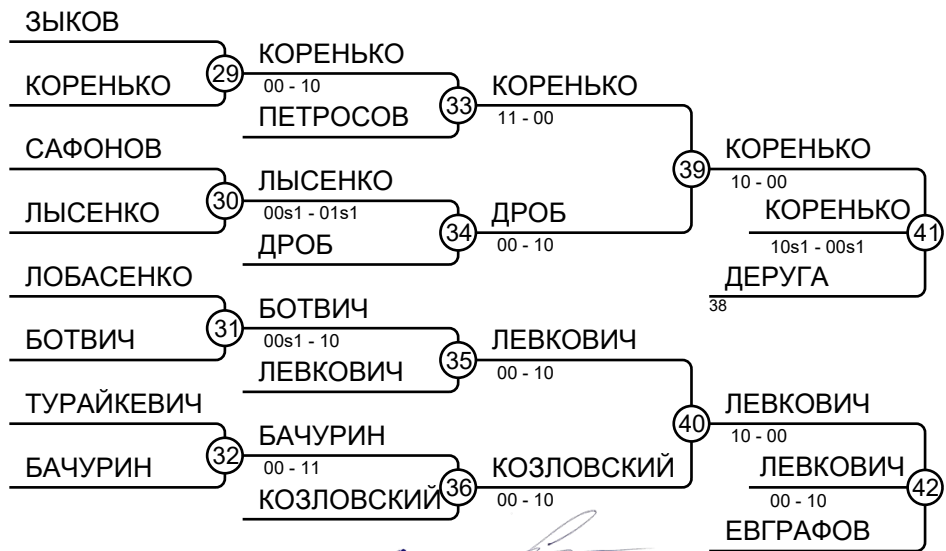 ЗЫКОВ
КОРЕНЬКО
29
КОРЕНЬКО
00 - 10
ПЕТРОСОВ
33
КОРЕНЬКО
11 - 00
САФОНОВ
ЛЫСЕНКО
30
ЛЫСЕНКО
00s1 - 01s1
ДРОБ
34
ДРОБ
00 - 10
39
КОРЕНЬКО
10 - 00
КОРЕНЬКО
10s1 - 00s1
41
ДЕРУГА
38
ЛОБАСЕНКО
БОТВИЧ
31
БОТВИЧ
00s1 - 10
ЛЕВКОВИЧ
35
ЛЕВКОВИЧ
00 - 10
ТУРАЙКЕВИЧ
БАЧУРИН
32
БАЧУРИН
00 - 11
КОЗЛОВСКИЙ
36
КОЗЛОВСКИЙ
00 - 10
40
ЛЕВКОВИЧ
10 - 00
ЛЕВКОВИЧ
00 - 10
42
ЕВГРАФОВ